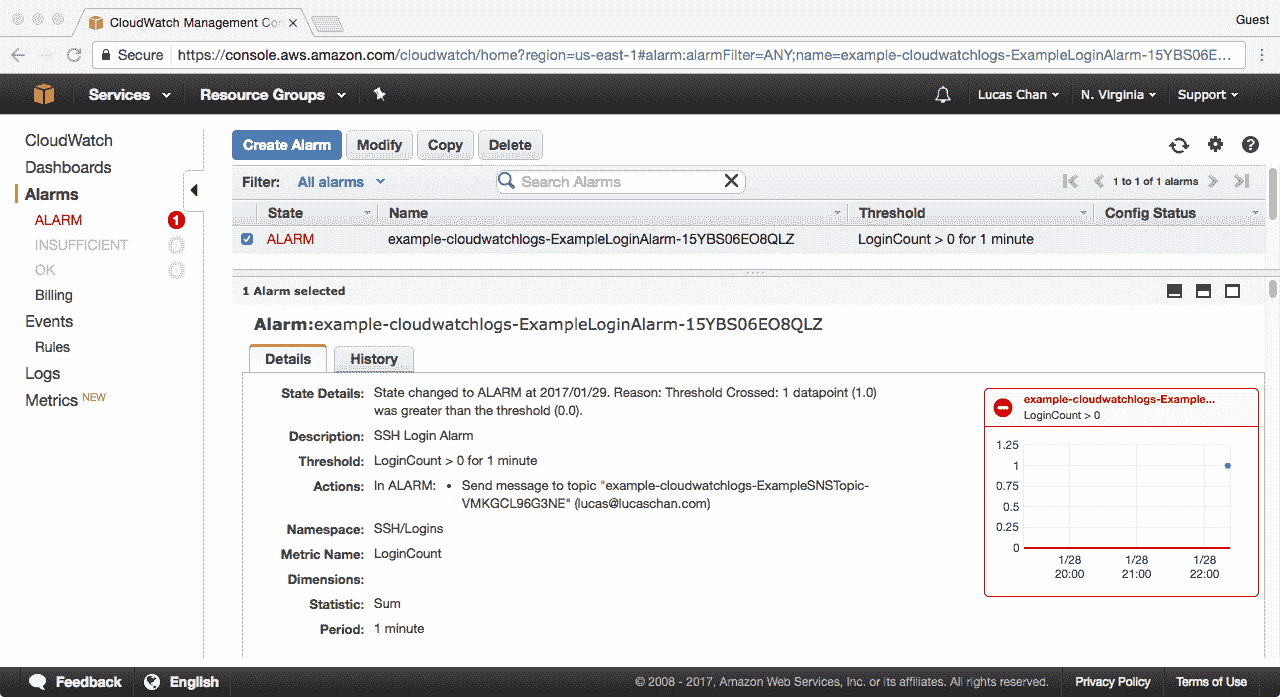 CloudWatch Management Con
Guest
Secure https://console.aws.amazon.com/cloudwatch/home?region=us-east-1#alarm:alarmFilter=ANY;name=example-cloudwatchlogs-ExampleLoginAlarm-15YBS06E...
Services Resource Groups Lucas Chan N. Virginia Support
CloudWatch
Dashboards
Alarms
ALARM 1
INSUFFICIENT 0
OK 0
Billing
Events
Rules
Logs
Metrics NEW
Create Alarm Modify Copy Delete
Filter: All alarms Search Alarms 1 to 1 of 1 alarms
State Name Threshold Config Status
ALARM example-cloudwatchlogs-ExampleLoginAlarm-15YBS06EO8QLZ LoginCount > 0 for 1 minute
1 Alarm selected
Alarm:example-cloudwatchlogs-ExampleLoginAlarm-15YBS06EO8QLZ
Details History
State Details: State changed to ALARM at 2017/01/29. Reason: Threshold Crossed: 1 datapoint (1.0)
was greater than the threshold (0.0).
Description: SSH Login Alarm
Threshold: LoginCount > 0 for 1 minute
Actions: In ALARM: • Send message to topic "example-cloudwatchlogs-ExampleSNSTopic-
VMKGCL96G3NE" (lucas@lucaschan.com)
Namespace: SSH/Logins
Metric Name: LoginCount
Dimensions:
Statistic: Sum
Period: 1 minute
example-cloudwatchlogs-Example...
LoginCount > 0
1.25
1
0.75
0.5
0.25
0
1/28 1/28 1/28
20:00 21:00 22:00
Feedback English © 2008 - 2017, Amazon Web Services, Inc. or its affiliates. All rights reserved. Privacy Policy Terms of Use